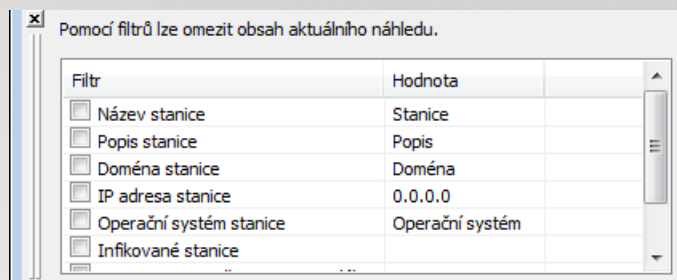 Pomocí filtrů lze omezit obsah aktuálního náhledu.
Filtr Hodnota
Název stanice Stanice
Popis stanice Popis
Doména stanice Doména
IP adresa stanice 0.0.0.0
Operační systém stanice Operační systém
Infikované stanice